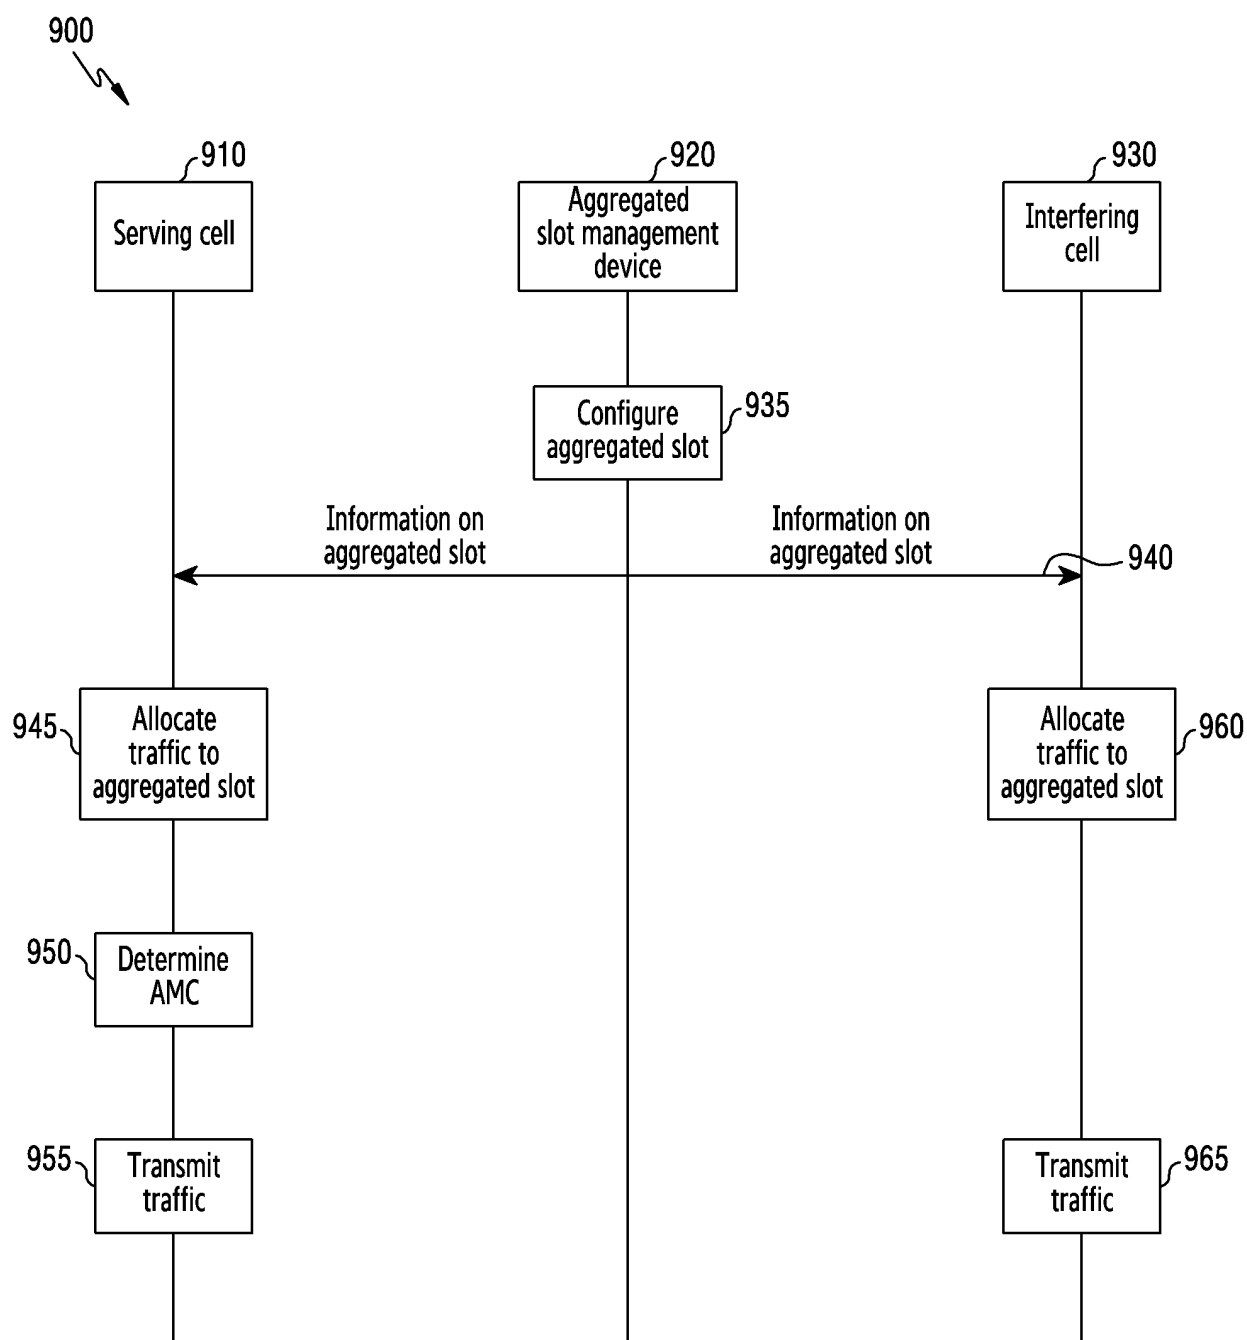 900
910
920
930
Serving cell
Aggregated
slot management
device
Interfering
cell
Configure
aggregated slot
935
Information on
aggregated slot
Information on
aggregated slot
940
945
Allocate
traffic to
aggregated slot
Allocate
traffic to
aggregated slot
960
950
Determine
AMC
955
Transmit
traffic
Transmit
traffic
965